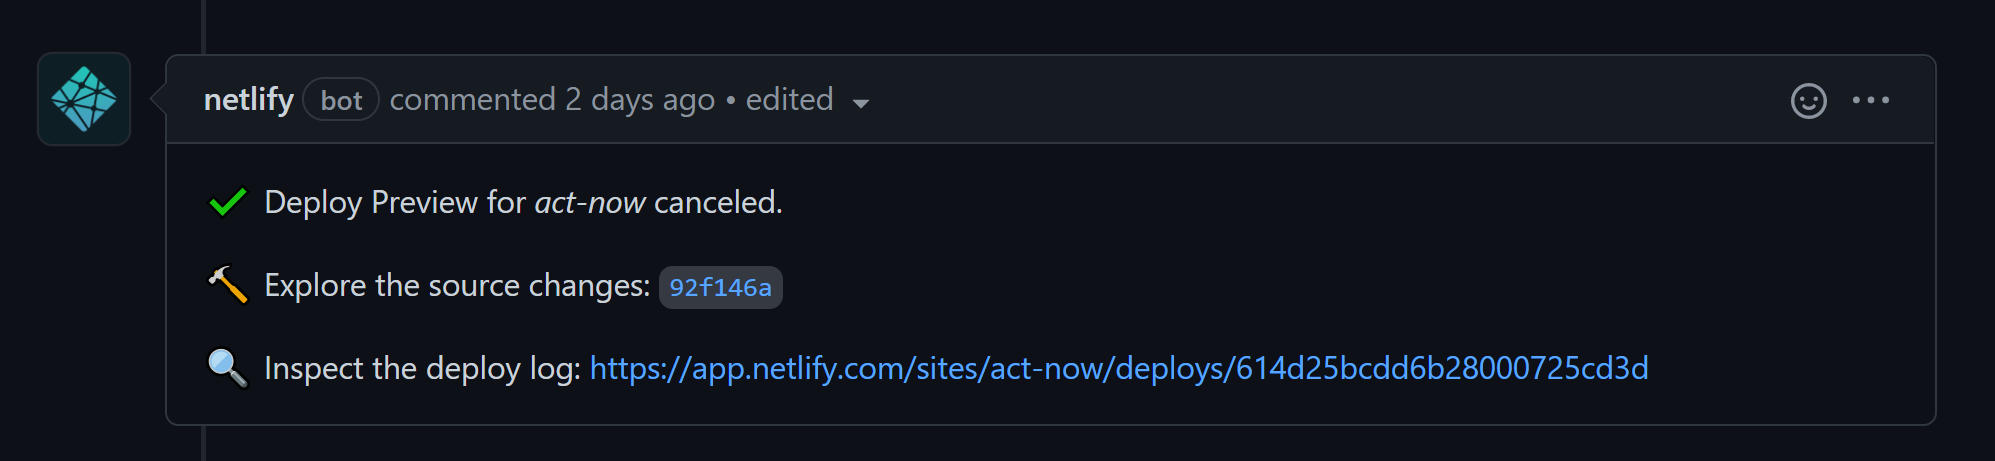 netlify bot commented 2 days ago • edited
Deploy Preview for act-now canceled.
Explore the source changes: 92f146a
Inspect the deploy log: https://app.netlify.com/sites/act-now/deploys/614d25bcdd6b28000725cd3d